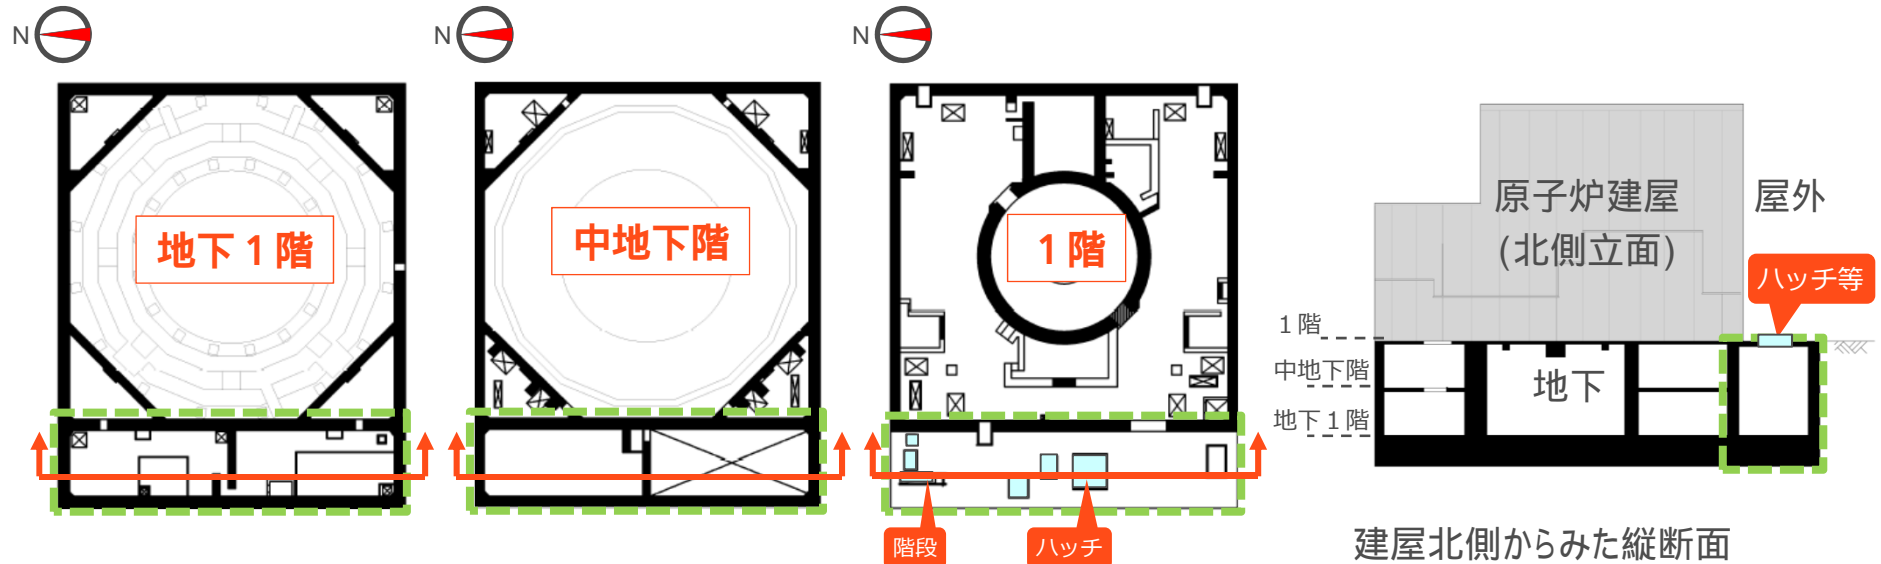 N
N
N
地下１階
中地下階
１階
原子炉建屋
(北側立面)
屋外
ハッチ等
１階
中地下階
地下１階
地下
階段
ハッチ
建屋北側からみた縦断面